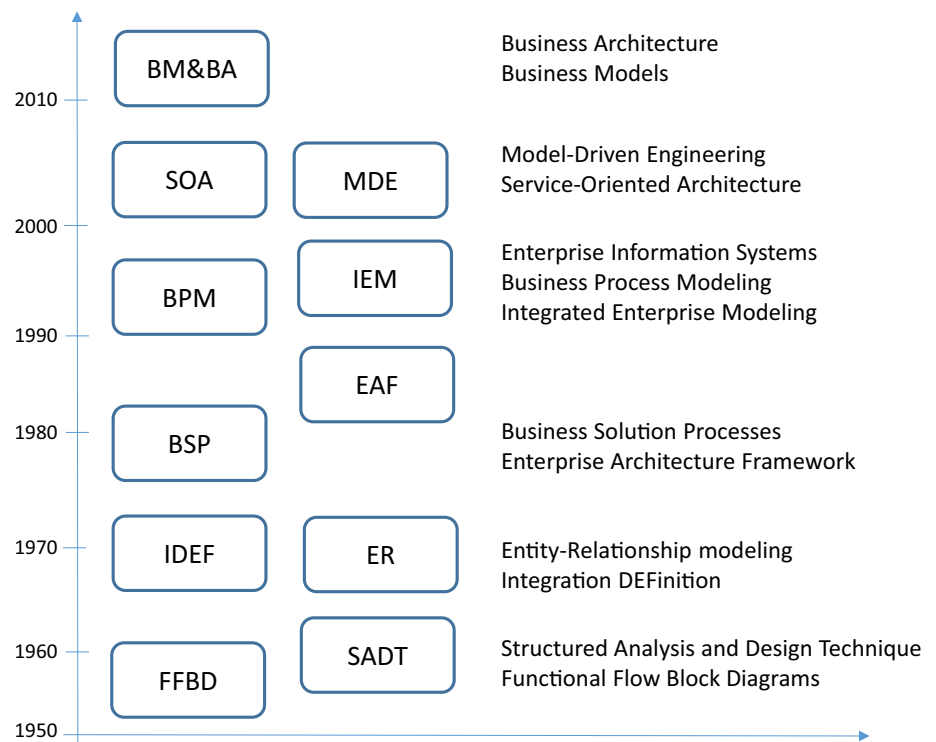 BM&BA
Business Architecture
Business Models
2010
SOA
MDE
Model-Driven Engineering
Service-Oriented Architecture
2000
BPM
IEM
Enterprise Information Systems
Business Process Modeling
Integrated Enterprise Modeling
1990
EAF
1980
BSP
Business Solution Processes
Enterprise Architecture Framework
1970
IDEF
ER
Entity-Relationship modeling
Integration DEFinition
1960
SADT
Structured Analysis and Design Technique
FFBD
Functional Flow Block Diagrams
1950